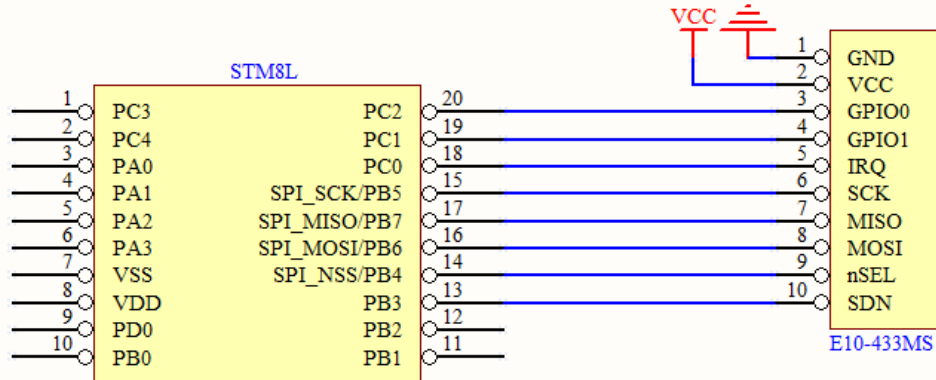 VCC
STM8L
1 PC3 PC2 20
2 PC4 PC1 19
3 PA0 PC0 18
4 PA1 SPI_SCK/PB5 15
5 PA2 SPI_MISO/PB7 17
6 PA3 SPI_MOSI/PB6 16
7 VSS SPI_NSS/PB4 14
8 VDD PB3 13
9 PD0 PB2 12
10 PB0 PB1 11
1 GND
2 VCC
3 GPIO0
4 GPIO1
5 IRQ
6 SCK
7 MISO
8 MOSI
9 nSEL
10 SDN
E10-433MS